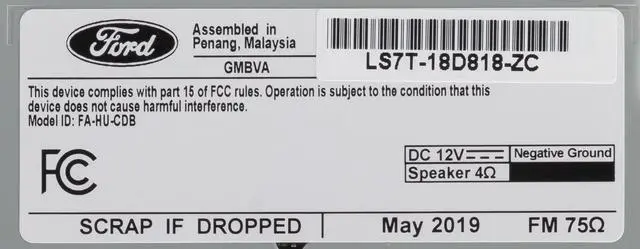 Ford
Assembled in
Penang, Malaysia
GMBVA
LS7T-18D818-ZC
This device complies with part 15 of FCC rules. Operation is subject to the condition that this
device does not cause harmful interference.
Model ID: FA-HU-CDB
FC
DC 12V⎓ Negative Ground
Speaker 4Ω
SCRAP IF DROPPED May 2019 FM 75Ω